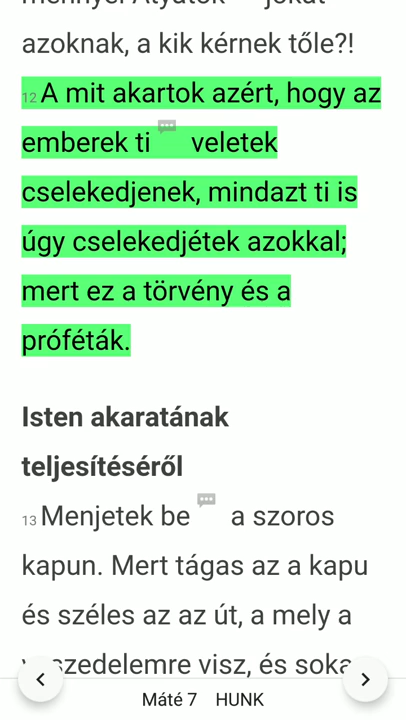 azoknak, a kik kérnek tőle?!
12 A mit akartok azért, hogy az
emberek ti veletek
cselekedjenek, mindazt ti is
úgy cselekedjétek azokkal;
mert ez a törvény és a
próféták.
Isten akaratának
teljesítéséről
13 Menjetek be a szoros
kapun. Mert tágas az a kapu
és széles az az út, a mely a
visz, és
Máté 7 HUNK